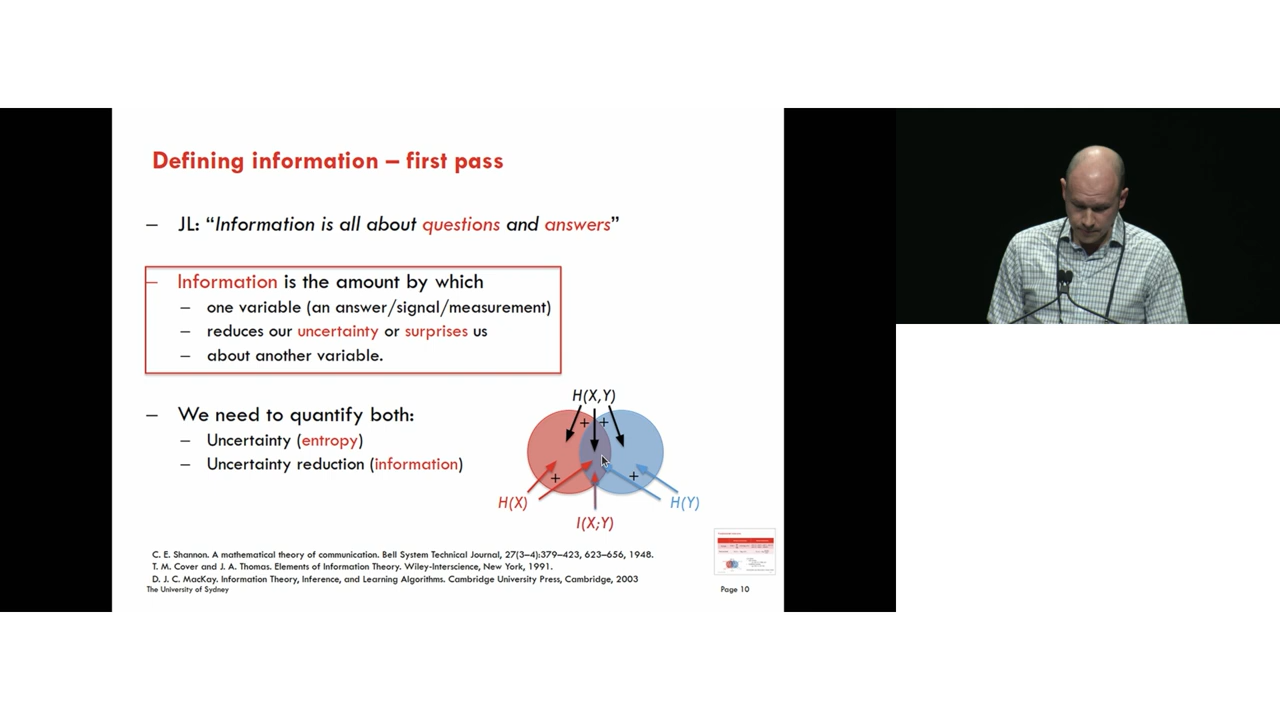 Defining information – first pass
– JL: “Information is all about questions and answers”
– Information is the amount by which
– one variable (an answer/signal/measurement)
– reduces our uncertainty or surprises us
– about another variable.
– We need to quantify both:
– Uncertainty (entropy)
– Uncertainty reduction (information)
H(X,Y)
+ +
+ +
H(X)
H(Y)
I(X;Y)
C. E. Shannon. A mathematical theory of communication. Bell System Technical Journal, 27(3–4):379–423, 623–656, 1948.
T. M. Cover and J. A. Thomas. Elements of Information Theory. Wiley-Interscience, New York, 1991.
D. J. C. MacKay. Information Theory, Inference, and Learning Algorithms. Cambridge University Press, Cambridge, 2003
The University of Sydney
Page 10